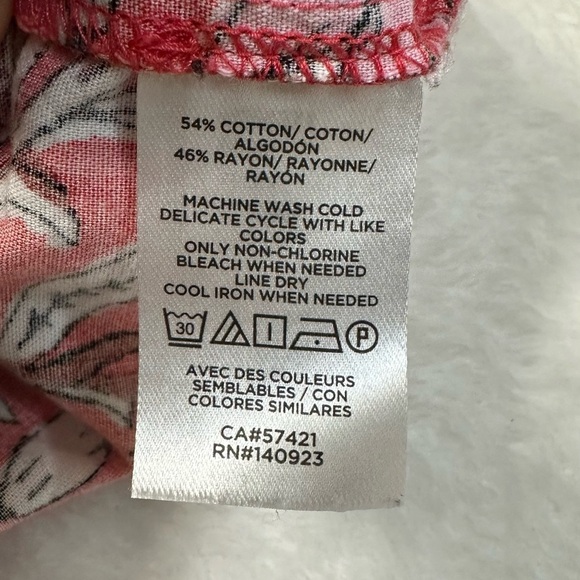 54% COTTON/ COTON/
ALGODÓN
46% RAYON/ RAYONNE/
RAYÓN
MACHINE WASH COLD
DELICATE CYCLE WITH LIKE
COLORS
ONLY NON-CHLORINE
BLEACH WHEN NEEDED
LINE DRY
COOL IRON WHEN NEEDED
30 P
AVEC DES COULEURS
SEMBLABLES / CON
COLORES SIMILARES
CA#57421
RN#140923